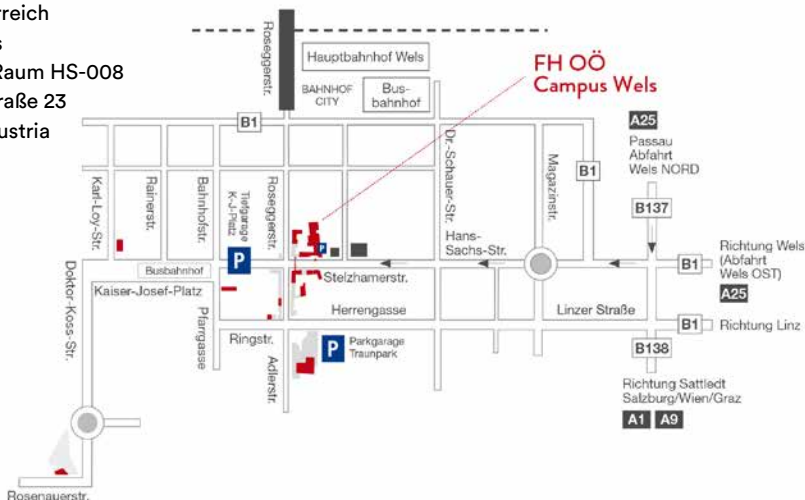 rreich
s
Raum HS-008
raße 23
ustria
Roseggerstr.
Hauptbahnhof Wels
BAHNHOF
CITY
Bus-
bahnhof
FH OÖ
Campus Wels
B1
A25
Passau
Abfahrt
Wels NORD
B1
B137
Karl-Loy-Str.
Rainerstr.
Bahnhofstr.
Tiefgarage
K-J-Platz
Roseggerstr.
Dr.-Schauer-Str.
Magazinstr.
Hans-
Sachs-Str.
P
P
Richtung Wels
(Abfahrt
Wels OST)
A25
B1
Busbahnhof
Stelzhamerstr.
Kaiser-Josef-Platz
Doktor-Koss-Str.
Herrengasse
Linzer Straße
Pfarrgasse
B1
Richtung Linz
Ringstr.
Adlerstr.
P
Parkgarage
Traunpark
B138
Richtung Sattledt
Salzburg/Wien/Graz
A1
A9
Rosenauerstr.